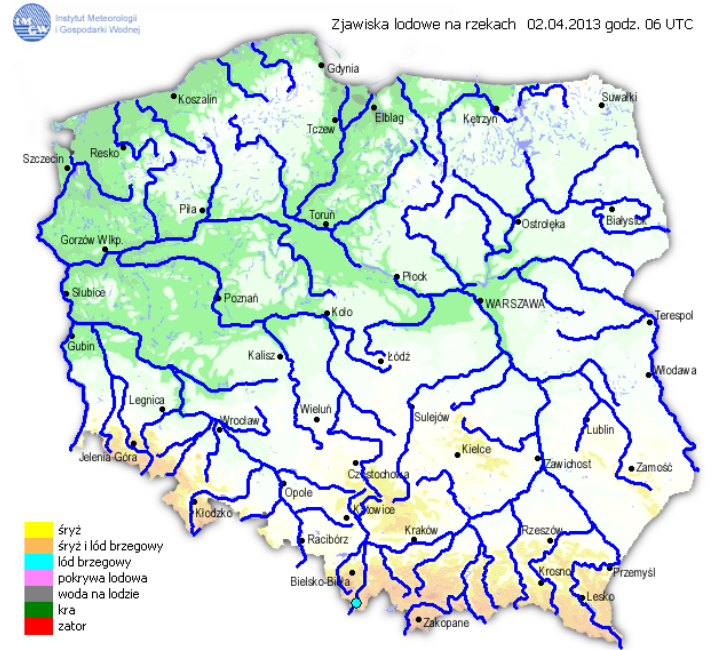 Instytut Meteorologii
i Gospodarki Wodnej
IMGW
Zjawiska lodowe na rzekach 02.04.2013 godz. 06 UTC
Gdynia
Koszalin
Suwałki
Elbląg
Kętrzyn
Tczew
Resko
Szczecin
Piła
Toruń
Ostrołęka
Białystok
Gorzów Wlkp.
Płock
Słubice
Poznań
WARSZAWA
Koło
Terespol
Gubin
Kalisz
Łódź
Włodawa
Legnica
Wieluń
Sulejów
Wrocław
Lublin
Jelenia Góra
Kielce
Zawichost
Zamość
Częstochowa
Opole
Kłodzko
Katowice
Racibórz
Kraków
Rzeszów
Bielsko-Biała
Krosno
Przemyśl
Lesko
Zakopane
śryż
śryż i lód brzegowy
lód brzegowy
pokrywa lodowa
woda na lodzie
kra
zator